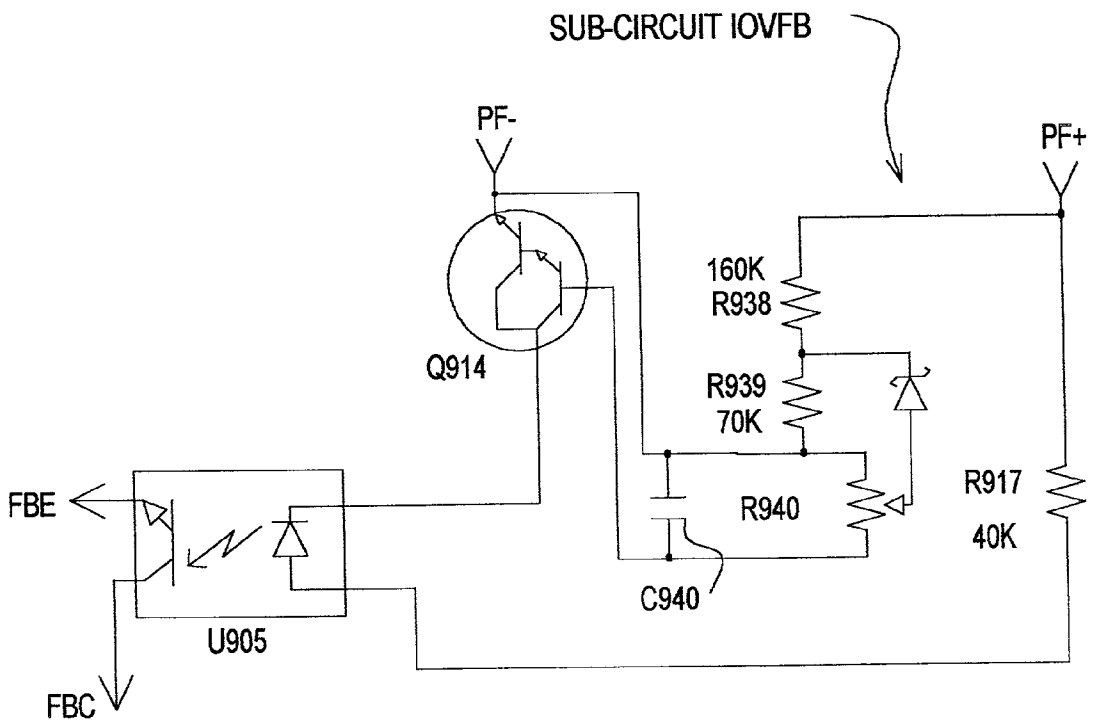 SUB-CIRCUIT IOVFB
PF-
PF+
160K
R938
Q914
R939
70K
R917
40K
R940
FBE
C940
U905
FBC